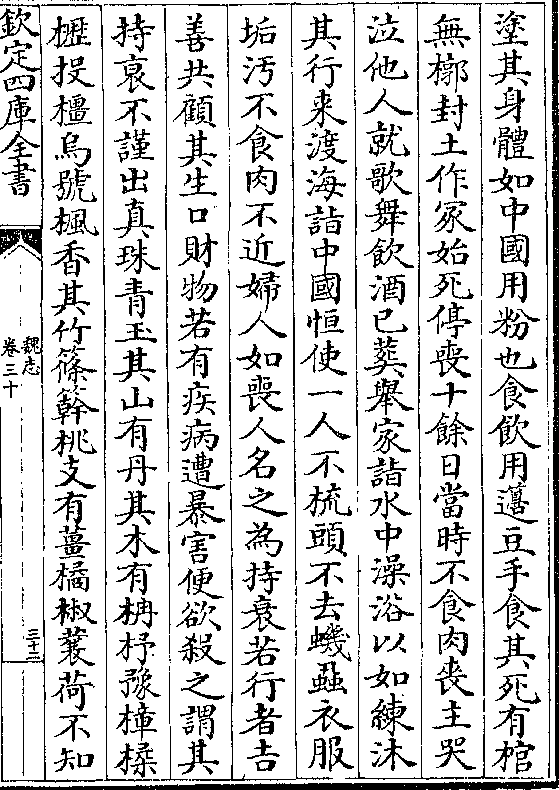 塗其身體如中國用粉也食飲用籩豆手食其死有棺
無槨封土作冢始死停喪十餘日當時不食肉喪主哭
泣他人就歌舞飲酒已葬舉家詣水中澡浴以如練沐
其行来渡海詣中國恒使一人不梳頭不去蟣蝨衣服
垢汚不食肉不近婦人如喪人名之為持衰若行者吉
善共顧其生口財物若有疾病遭暴害便欲殺之謂其
持衰不謹出真珠青玉其山有丹其木有柟杼豫樟楺
櫪投橿烏號楓香其竹篠簳桃支有薑橘椒蘘荷不知
欽定四庫全書
魏志
卷三十
三十二